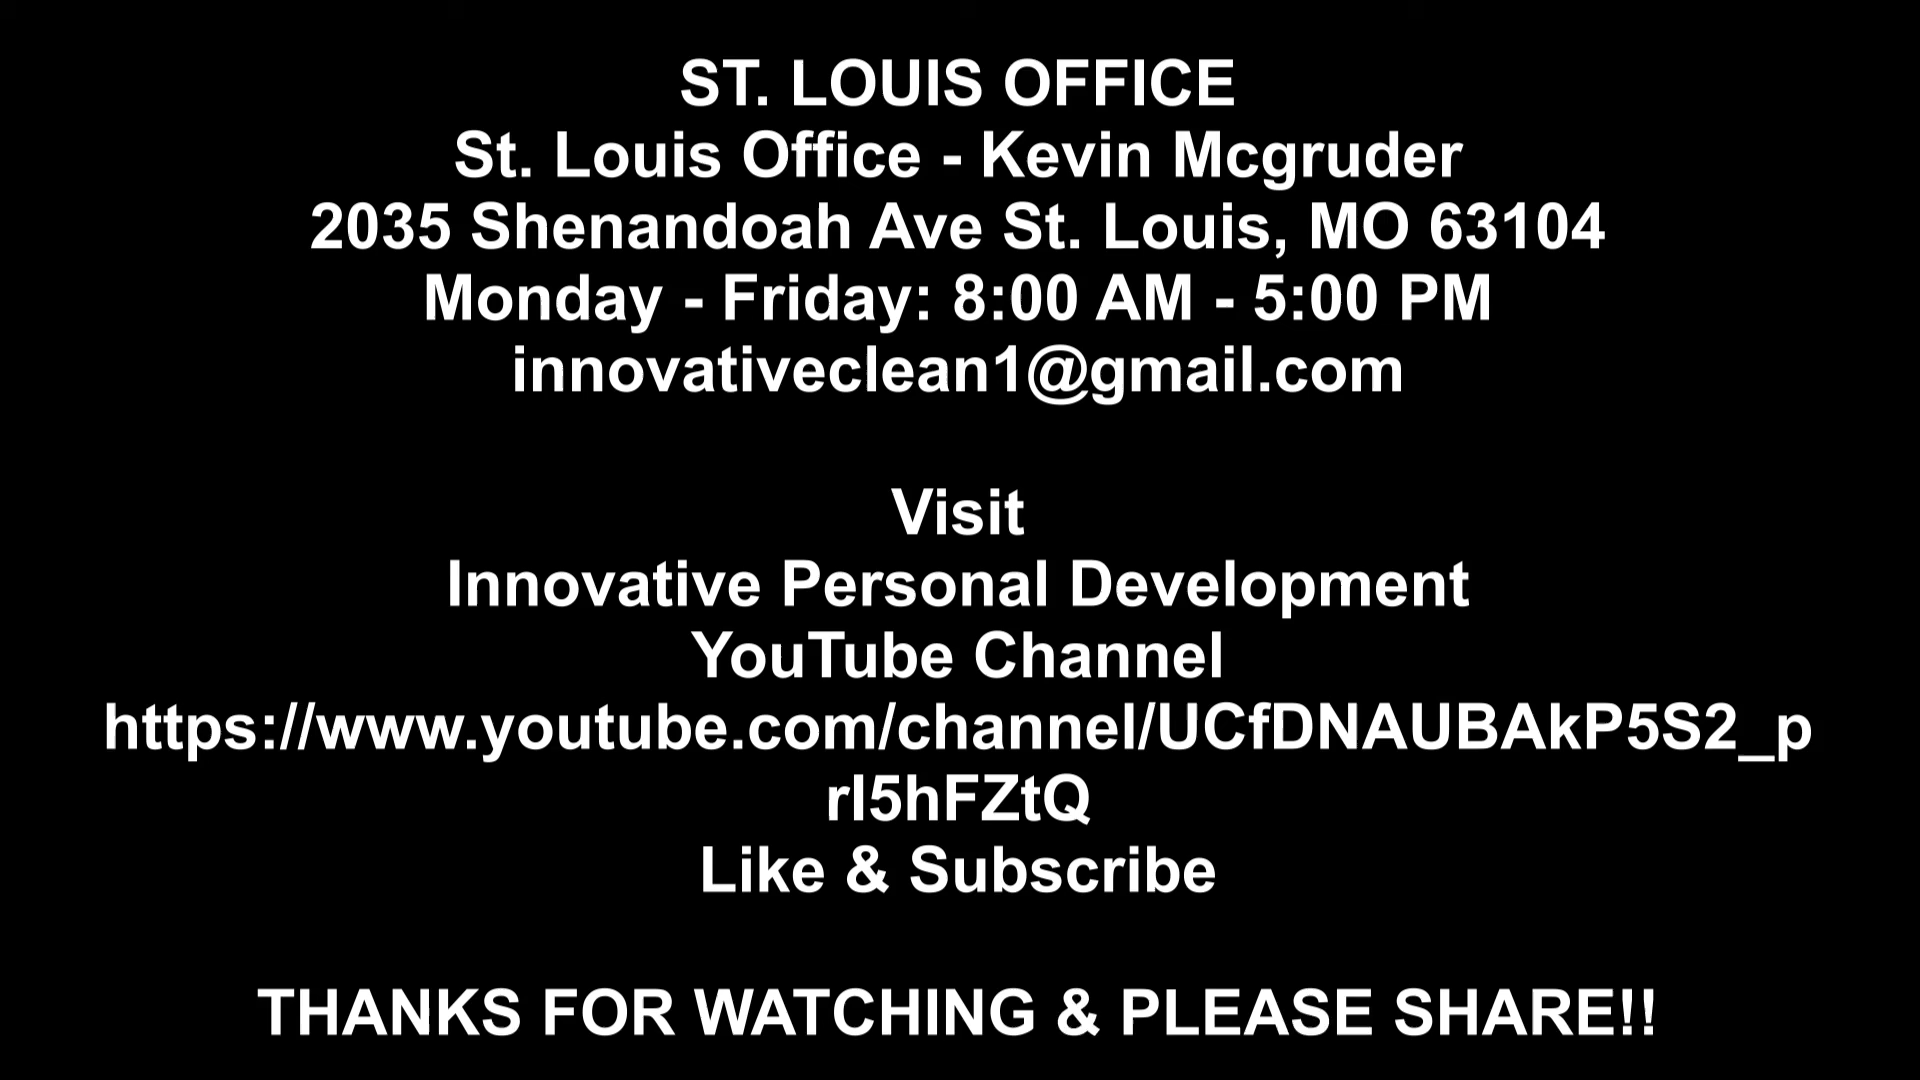 ST. LOUIS OFFICE
St. Louis Office - Kevin Mcgruder
2035 Shenandoah Ave St. Louis, MO 63104
Monday - Friday: 8:00 AM - 5:00 PM
innovativeclean1@gmail.com
Visit
Innovative Personal Development
YouTube Channel
https://www.youtube.com/channel/UCfDNAUBAkP5S2_p
rl5hFZtQ
Like & Subscribe
THANKS FOR WATCHING & PLEASE SHARE!!